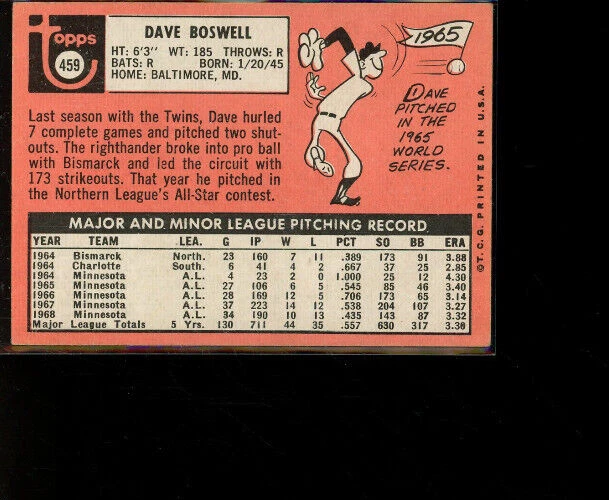 Topps
459
DAVE BOSWELL
HT: 6'3" WT: 185 THROWS: R
BATS: R BORN: 1/20/45
HOME: BALTIMORE, MD.
Last season with the Twins, Dave hurled
7 complete games and pitched two shut-
outs. The righthander broke into pro ball
with Bismarck and led the circuit with
173 strikeouts. That year he pitched in
the Northern League's All-Star contest.
1965
DAVE
PITCHED
IN THE
1965
WORLD
SERIES.
©T.C.G. PRINTED IN U.S.A.
MAJOR AND MINOR LEAGUE PITCHING RECORD
YEAR TEAM LEA. G IP W L PCT SO BB ERA
1964 Bismarck North. 23 160 7 11 .389 173 91 3.88
1964 Charlotte South. 6 41 4 2 .667 37 25 2.85
1964 Minnesota A.L. 4 23 2 0 1.000 25 12 4.30
1965 Minnesota A.L. 27 106 6 5 .545 85 46 3.40
1966 Minnesota A.L. 28 169 12 5 .706 173 65 3.14
1967 Minnesota A.L. 37 223 14 12 .538 204 107 3.27
1968 Minnesota A.L. 34 190 10 13 .435 143 87 3.32
Major League Totals 5 Yrs. 130 711 44 35 .557 630 317 3.30